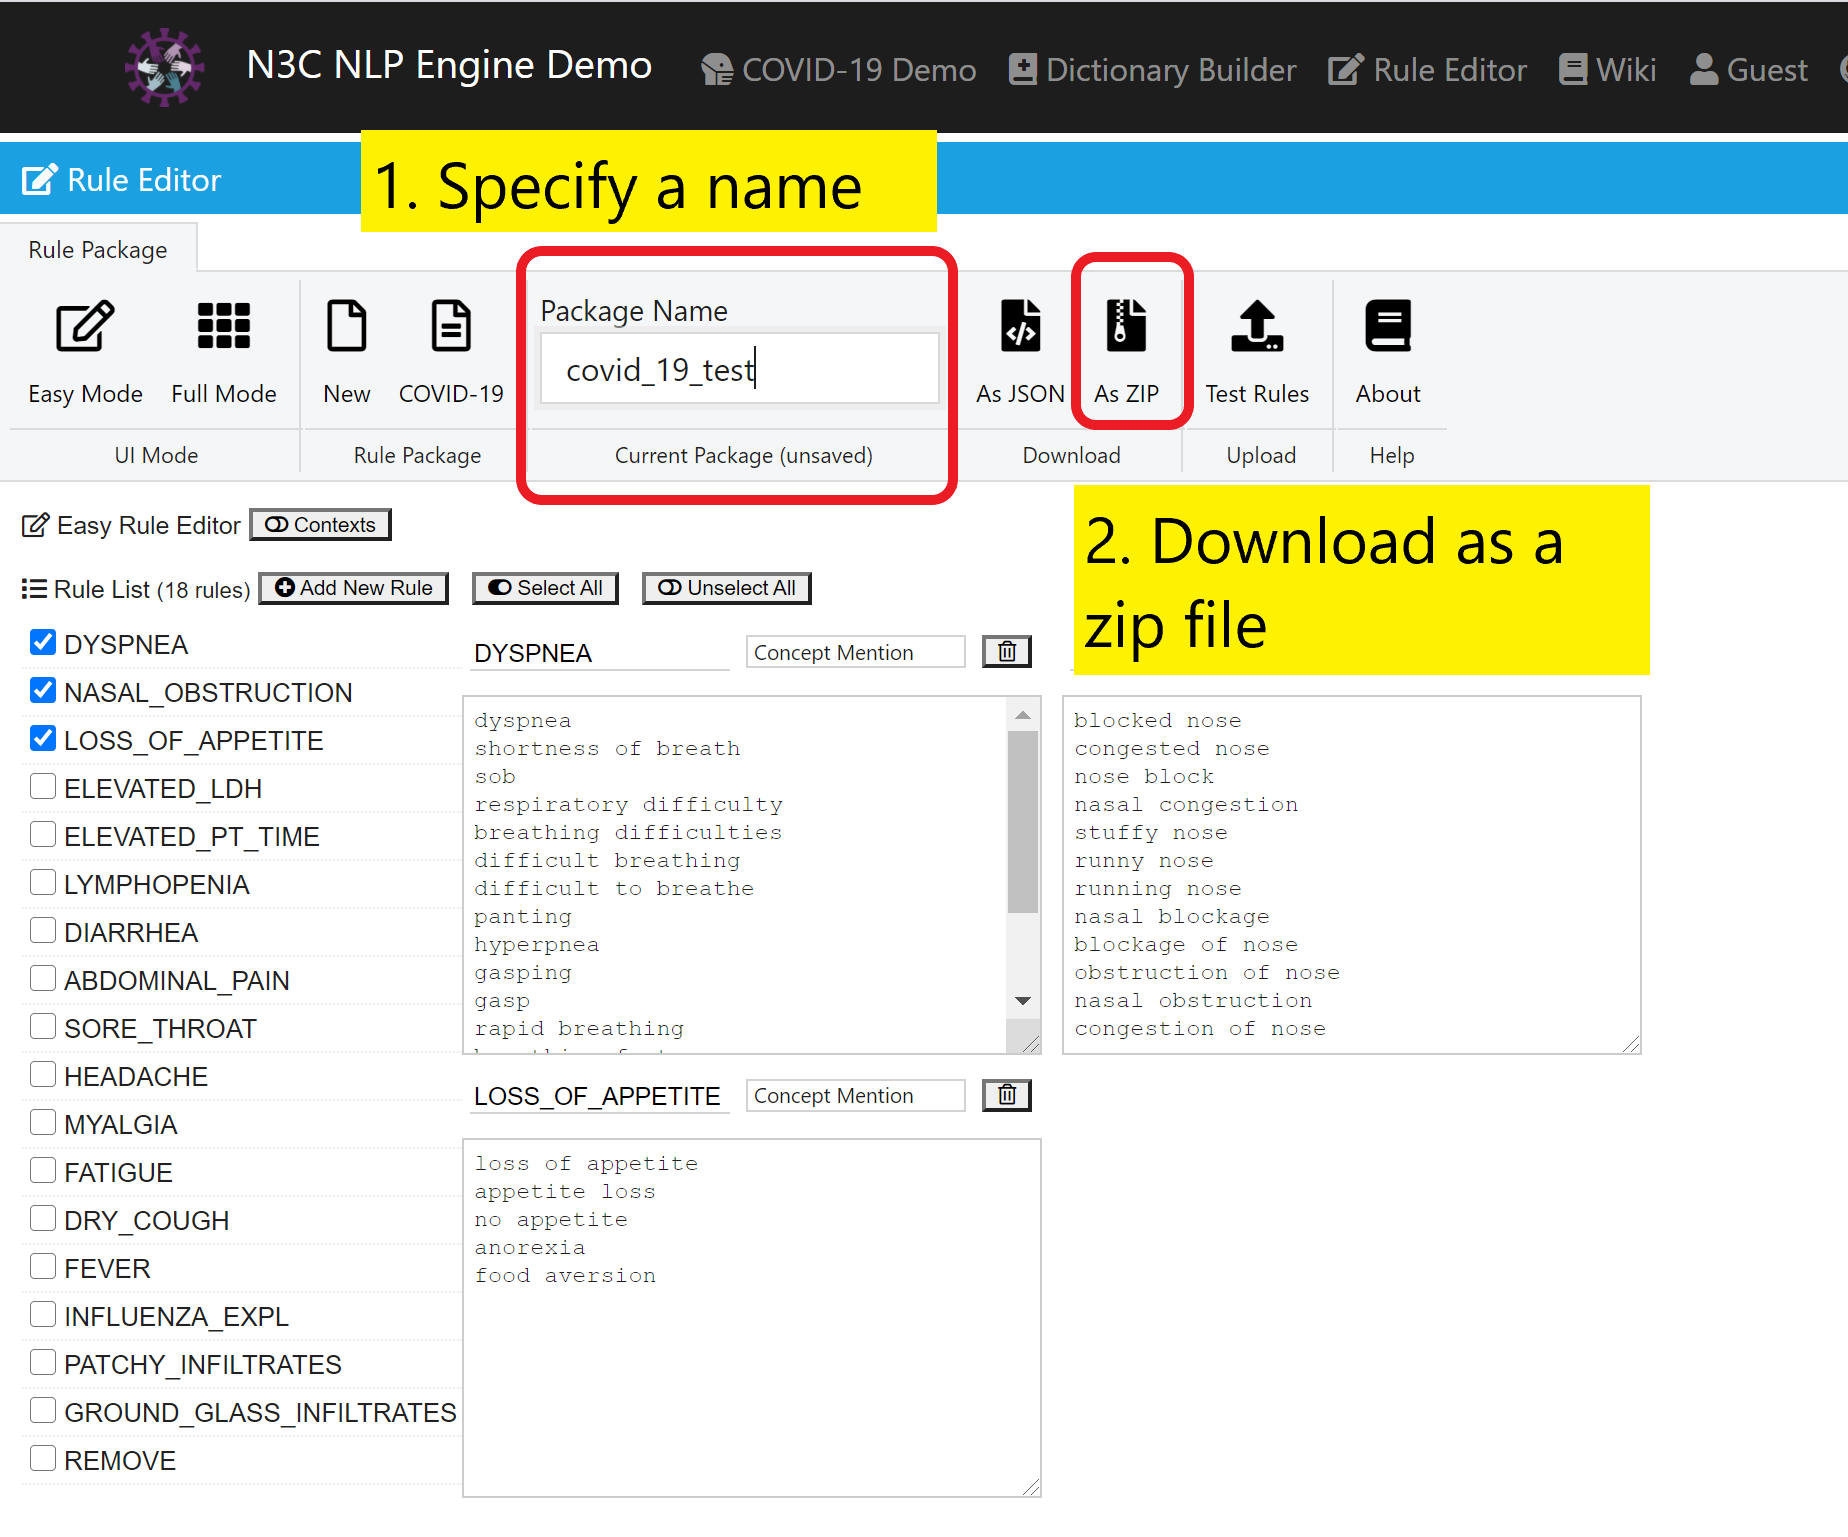 N3C NLP Engine Demo
COVID-19 Demo
Dictionary Builder
Rule Editor
Wiki
Guest
Rule Editor
1. Specify a name
Rule Package
Easy Mode
Full Mode
UI Mode
New
COVID-19
Rule Package
Package Name
covid_19_test
Current Package (unsaved)
As JSON
As ZIP
Download
Test Rules
Upload
About
Help
2. Download as a
zip file
Easy Rule Editor
Contexts
Rule List (18 rules)
Add New Rule
Select All
Unselect All
DYSPNEA
NASAL_OBSTRUCTION
LOSS_OF_APPETITE
ELEVATED_LDH
ELEVATED_PT_TIME
LYMPHOPENIA
DIARRHEA
ABDOMINAL_PAIN
SORE_THROAT
HEADACHE
MYALGIA
FATIGUE
DRY_COUGH
FEVER
INFLUENZA_EXPL
PATCHY_INFILTRATES
GROUND_GLASS_INFILTRATES
REMOVE
DYSPNEA
Concept Mention
dyspnea
shortness of breath
sob
respiratory difficulty
breathing difficulties
difficult breathing
difficult to breathe
panting
hyperpnea
gasping
gasp
rapid breathing
blocked nose
congested nose
nose block
nasal congestion
stuffy nose
runny nose
running nose
nasal blockage
blockage of nose
obstruction of nose
nasal obstruction
congestion of nose
LOSS_OF_APPETITE
Concept Mention
loss of appetite
appetite loss
no appetite
anorexia
food aversion